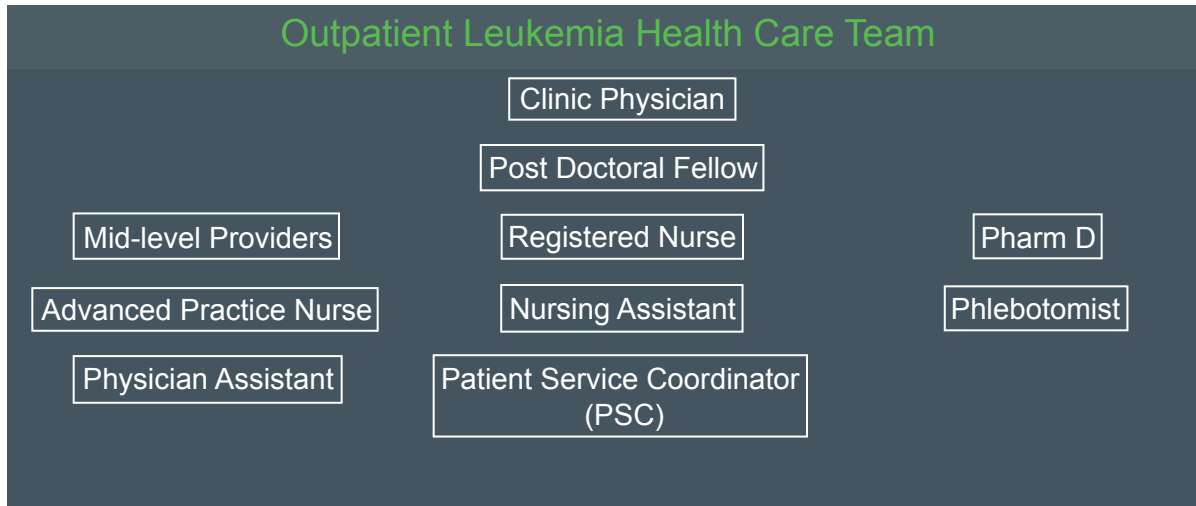 Outpatient Leukemia Health Care Team
Clinic Physician
Post Doctoral Fellow
Mid-level Providers
Registered Nurse
Pharm D
Advanced Practice Nurse
Nursing Assistant
Phlebotomist
Physician Assistant
Patient Service Coordinator
(PSC)